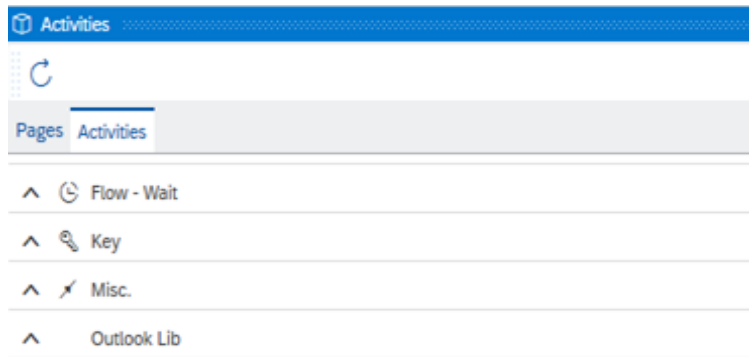 Activities
Pages Activities
Flow - Wait
Key
Misc.
Outlook Lib